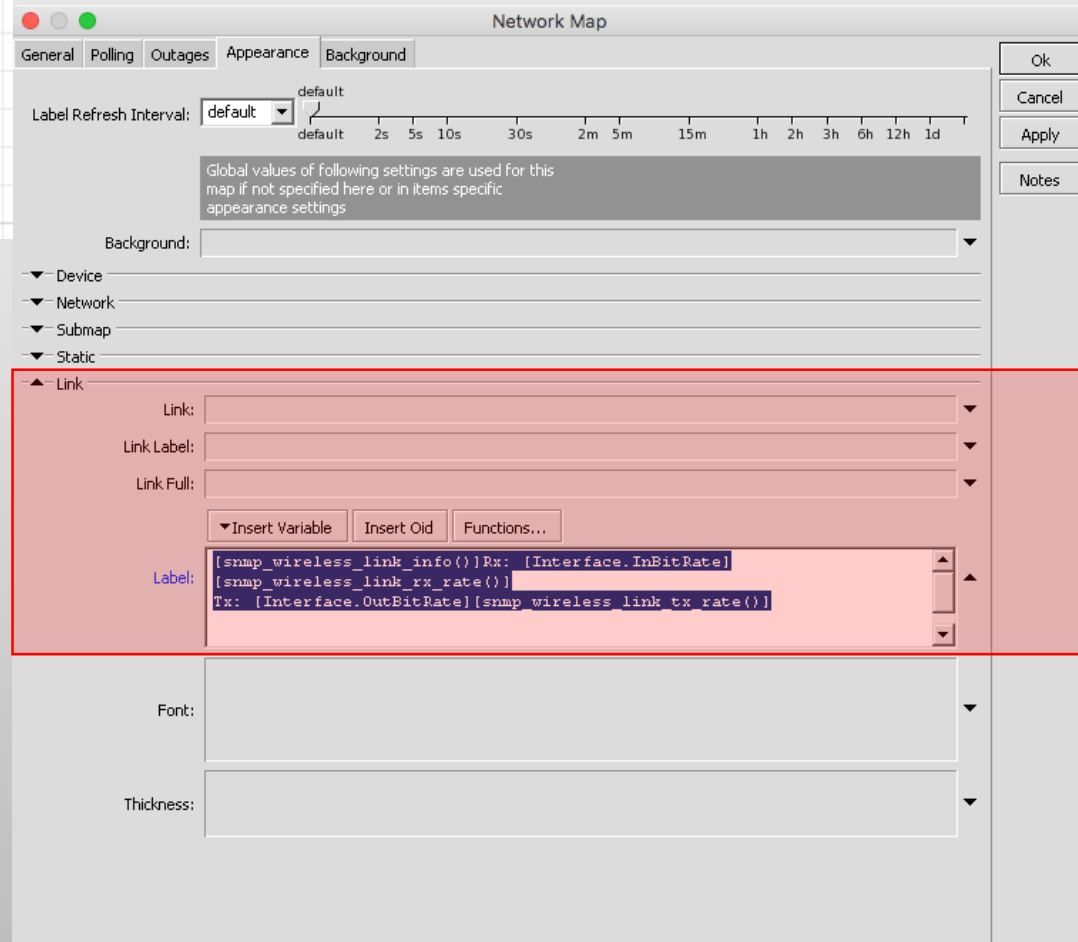 Network Map
General Polling Outages Appearance Background
Ok
Cancel
Apply
Notes
default
Label Refresh Interval: default
default 2s 5s 10s 30s 2m 5m 15m 1h 2h 3h 6h 12h 1d
Global values of following settings are used for this
map if not specified here or in items specific
appearance settings
Background:
Device
Network
Submap
Static
Link
Link:
Link Label:
Link Full:
Insert Variable Insert Oid Functions...
Label:
[snmp_wireless_link_info()]Rx: [Interface.InBitRate]
[snmp_wireless_link_rx_rate()]
Tx: [Interface.OutBitRate][snmp_wireless_link_tx_rate()]
Font:
Thickness: